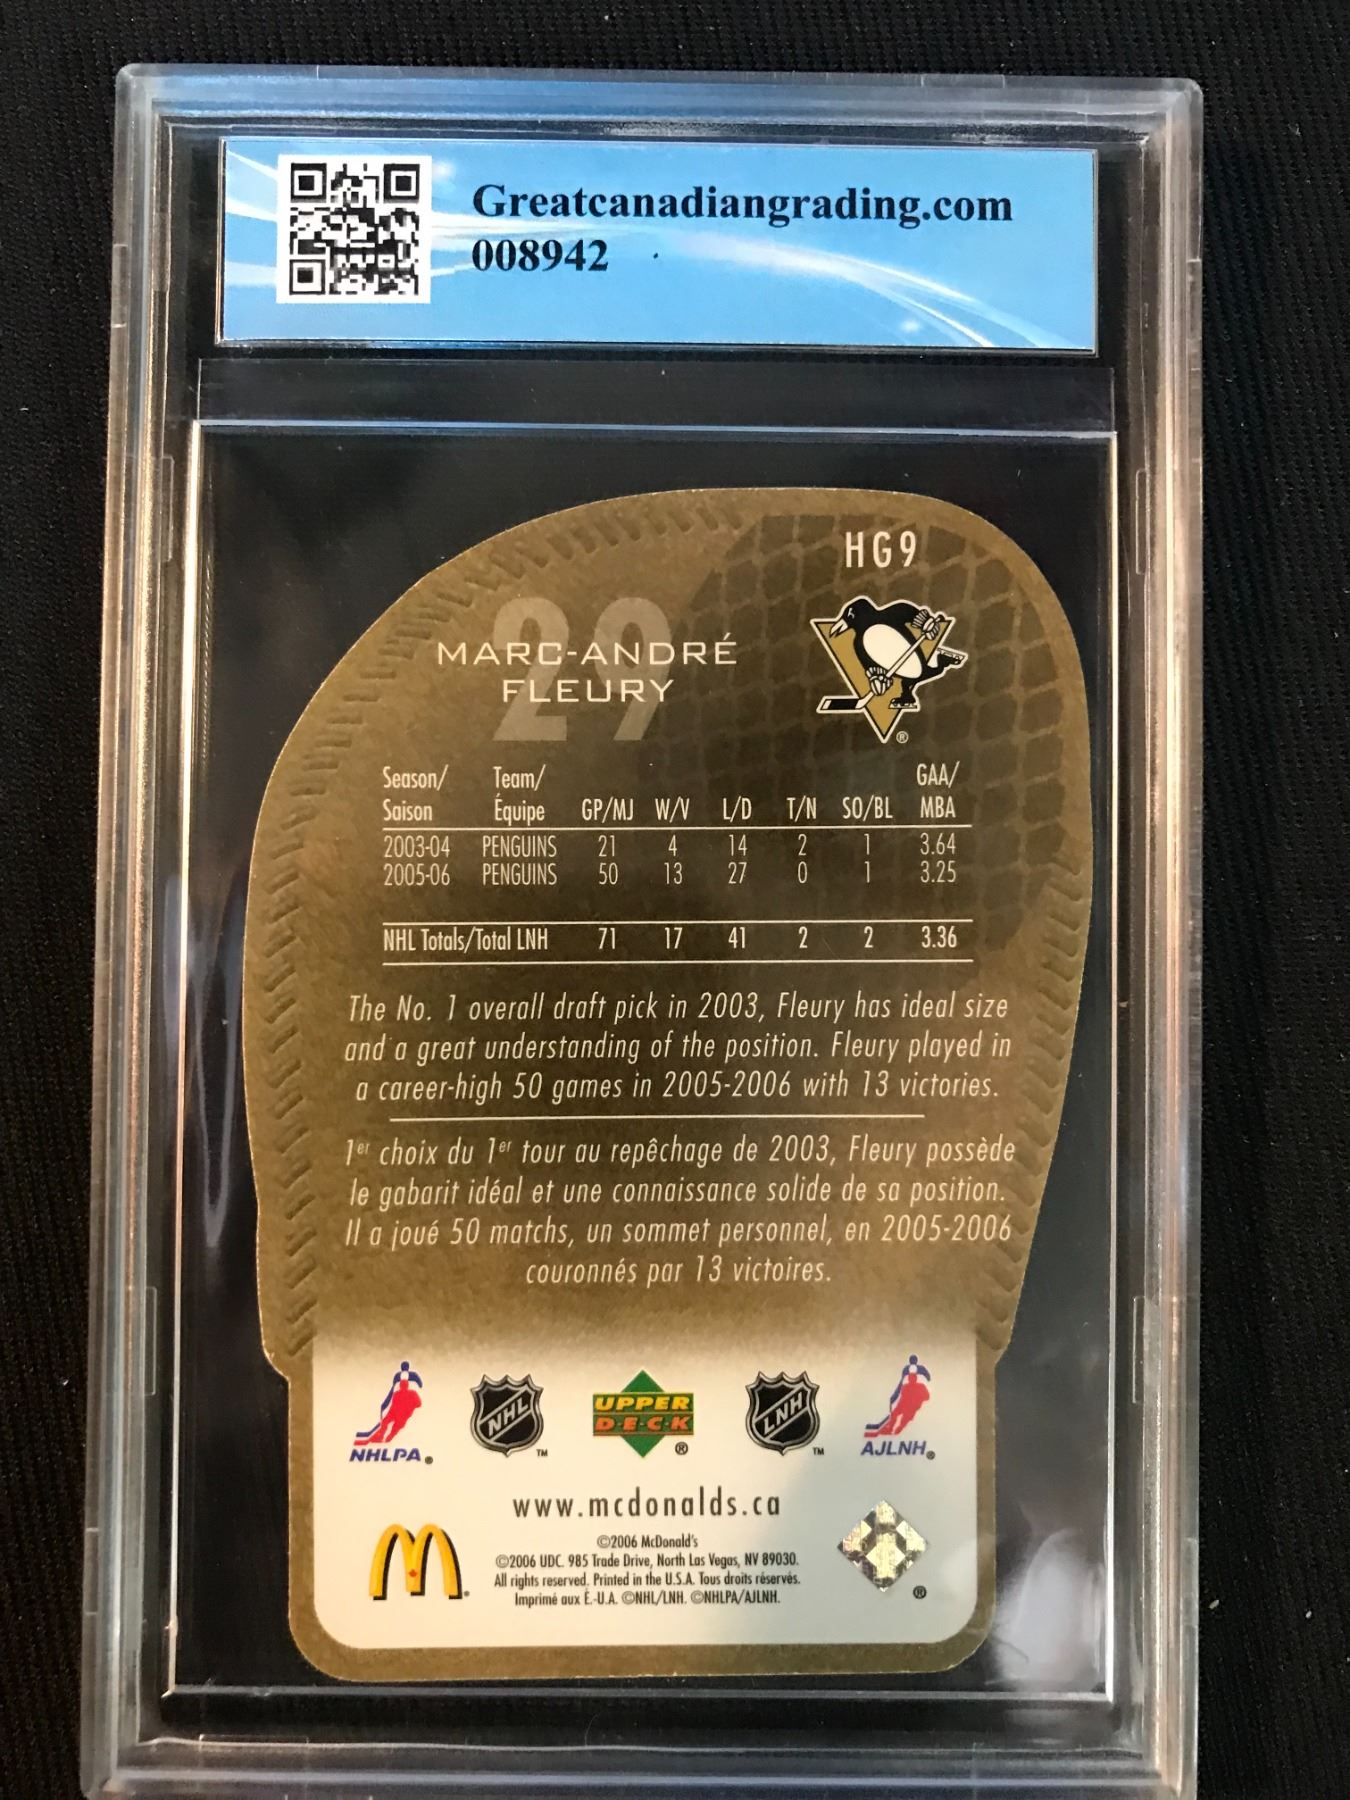 Greatcanadiangrading.com
008942
HG9
29
MARC-ANDRÉ
FLEURY
®
Season/ Team/ GAA/
Saison Équipe GP/MJ W/V L/D T/N SO/BL MBA
2003-04 PENGUINS 21 4 14 2 1 3.64
2005-06 PENGUINS 50 13 27 0 1 3.25
NHL Totals/Total LNH 71 17 41 2 2 3.36
The No. 1 overall draft pick in 2003, Fleury has ideal size
and a great understanding of the position. Fleury played in
a career-high 50 games in 2005-2006 with 13 victories.
1er choix du 1er tour au repêchage de 2003, Fleury possède
le gabarit idéal et une connaissance solide de sa position.
Il a joué 50 matchs, un sommet personnel, en 2005-2006
couronnés par 13 victoires.
NHLPA® NHL™ UPPER DECK® LNH™ AJLNH®
www.mcdonalds.ca
©2006 McDonald's
©2006 UDC. 985 Trade Drive, North Las Vegas, NV 89030.
All rights reserved. Printed in the U.S.A. Tous droits réservés.
Imprimé aux É.-U.A. ©NHL/LNH. ©NHLPA/AJLNH.
®